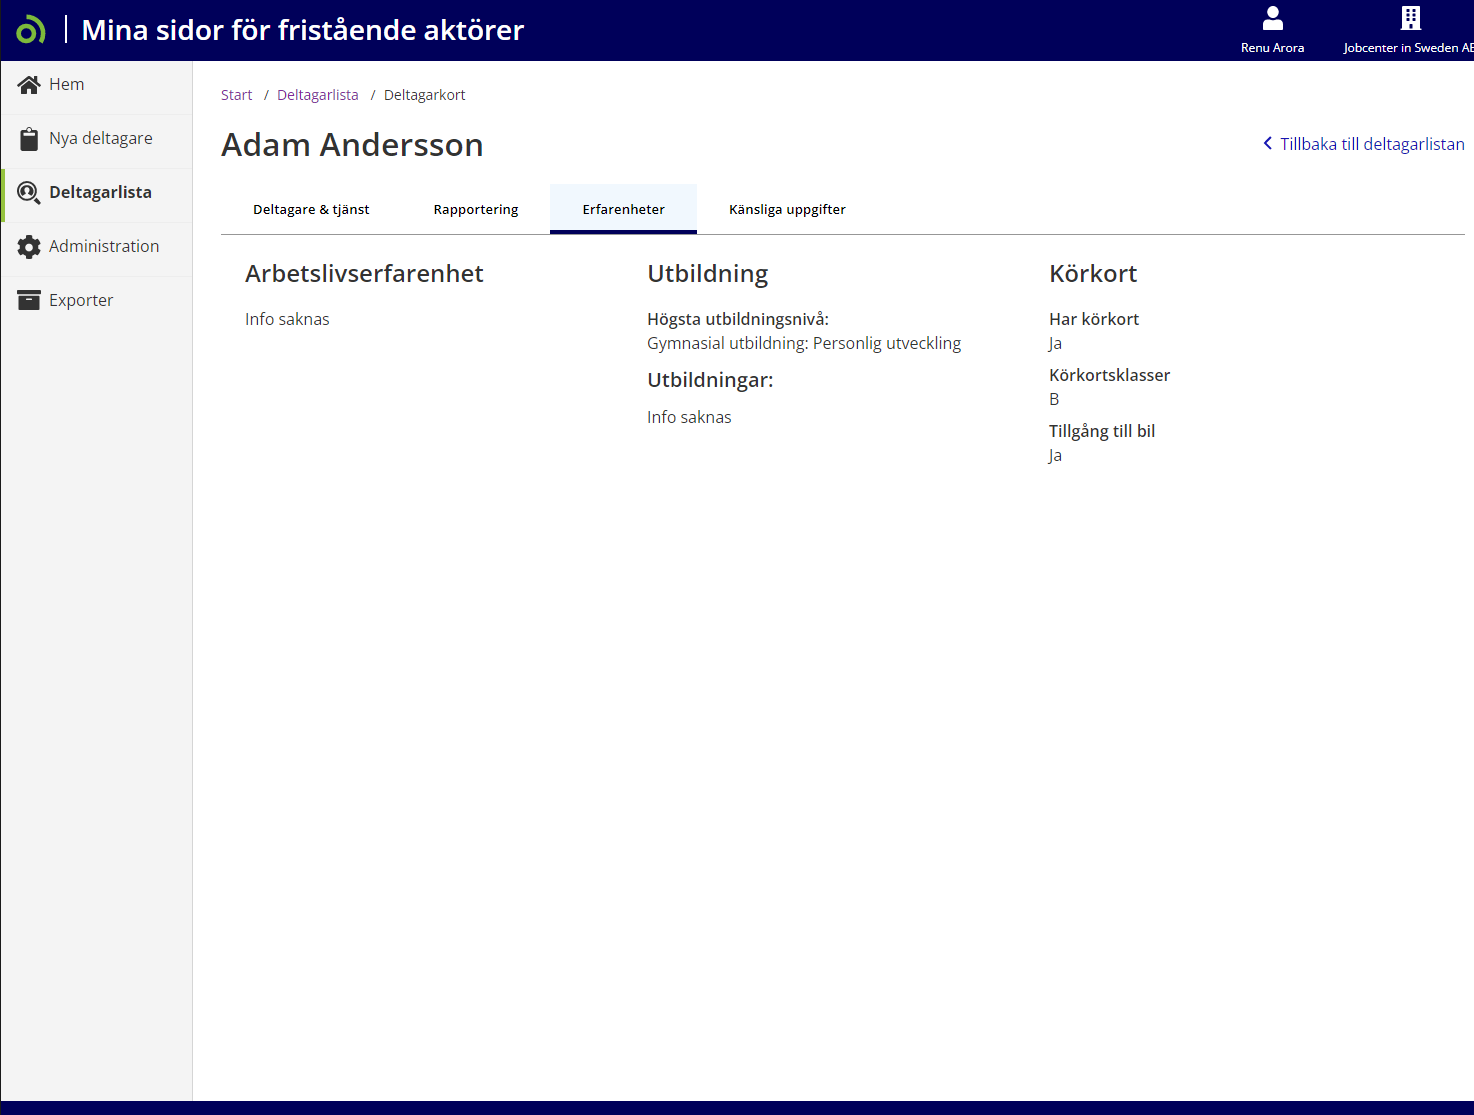 Mina sidor för fristående aktörer
Renu Arora
Jobcenter in Sweden AB
Hem
Nya deltagare
Deltagarlista
Administration
Exporter
Start / Deltagarlista / Deltagarkort
Adam Andersson
Tillbaka till deltagarlistan
Deltagare & tjänst
Rapportering
Erfarenheter
Känsliga uppgifter
Arbetslivserfarenhet
Info saknas
Utbildning
Högsta utbildningsnivå:
Gymnasial utbildning: Personlig utveckling
Utbildningar:
Info saknas
Körkort
Har körkort
Ja
Körkortsklasser
B
Tillgång till bil
Ja